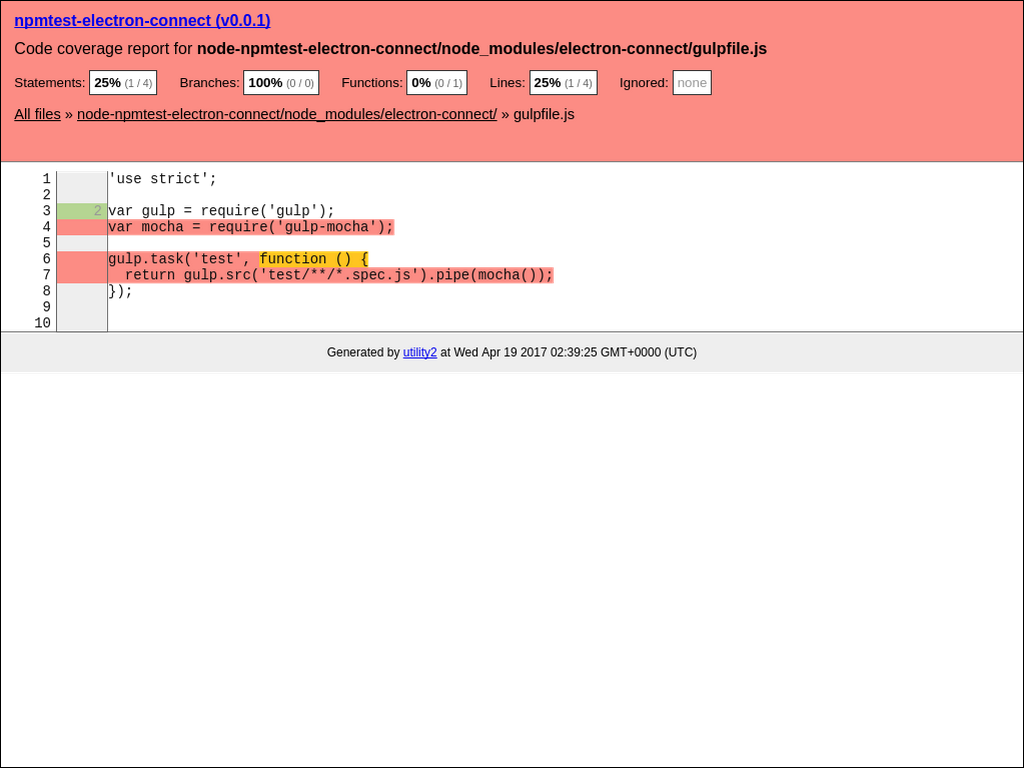 npmtest-electron-connect (v0.0.1)
Code coverage report for node-npmtest-electron-connect/node_modules/electron-connect/gulpfile.js
Statements: 25% (1 / 4) Branches: 100% (0 / 0) Functions: 0% (0 / 1) Lines: 25% (1 / 4) Ignored: none
All files » node-npmtest-electron-connect/node_modules/electron-connect/ » gulpfile.js
1 'use strict';
2
3 2 var gulp = require('gulp');
4 var mocha = require('gulp-mocha');
5
6 gulp.task('test', function () {
7   return gulp.src('test/**/*.spec.js').pipe(mocha());
8 });
9
10
Generated by utility2 at Wed Apr 19 2017 02:39:25 GMT+0000 (UTC)